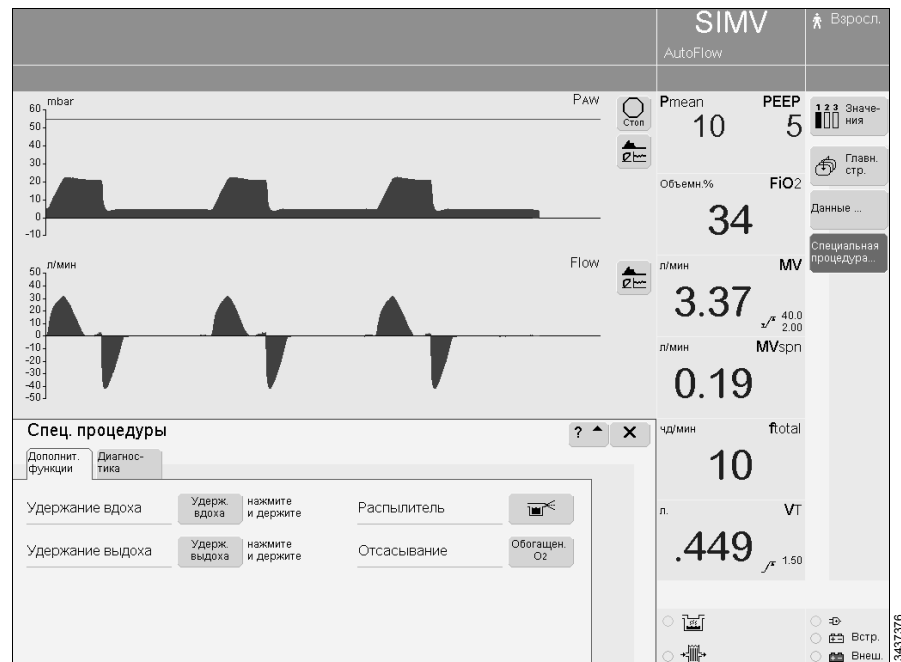 SIMV
AutoFlow
Взросл.
mbar
Paw
60
50
40
30
20
10
0
-10
Стоп
л/мин
Flow
50
40
30
20
10
0
-10
-20
-30
-40
-50
Pmean
PEEP
10
5
Объемн.%
FiO2
34
л/мин
MV
3.37
40.0
2.00
л/мин
MVspn
0.19
чд/мин
ftotal
10
л.
VT
.449
1.50
1 2 3 Значе-
ния
Главн.
стр.
Данные ...
Специальная
процедура...
Спец. процедуры
?
X
Дополнит.
функции
Диагнос-
тика
Удержание вдоха
Удерж.
вдоха
нажмите
и держите
Распылитель
Удержание выдоха
Удерж.
выдоха
нажмите
и держите
Отсасывание
Обогащен.
O2
Встр.
Внеш.
3437376